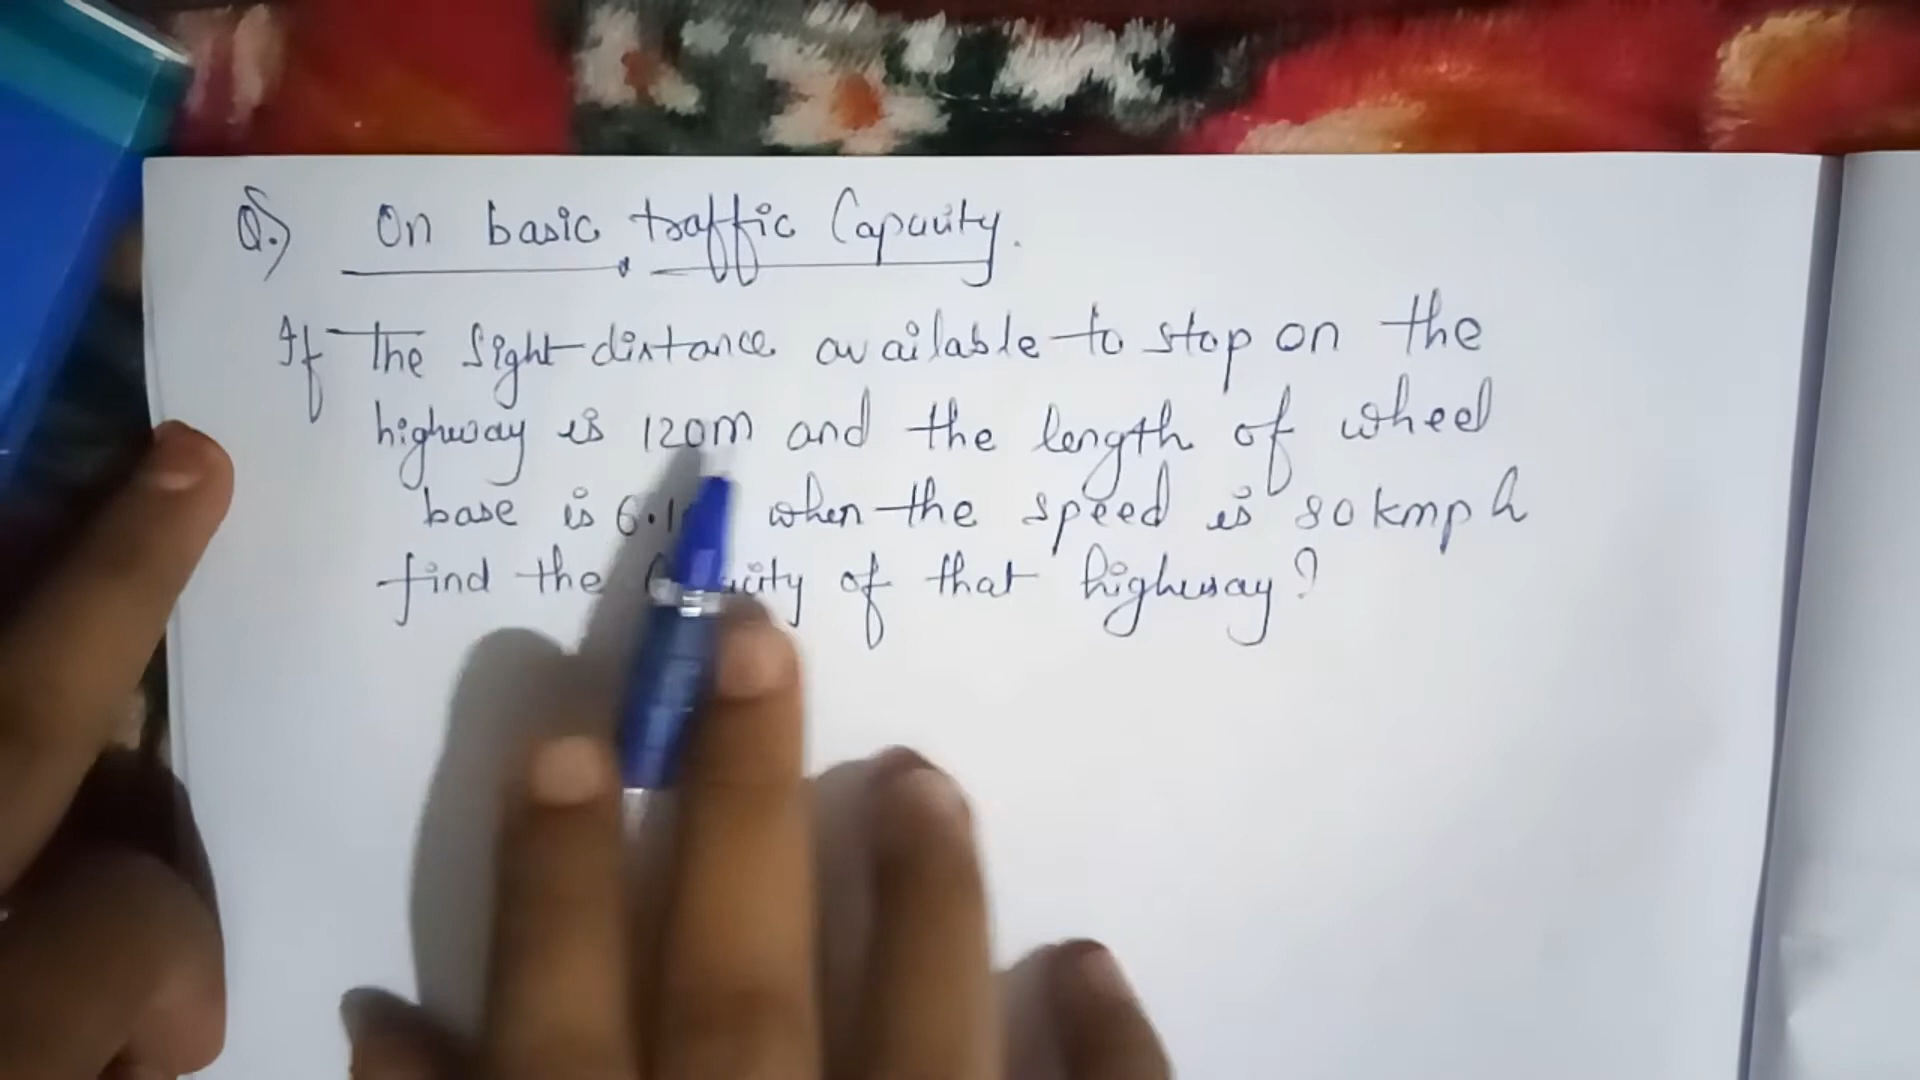 Q.) On basic traffic Capacity.
If the sight distance available to stop on the
highway is 120m and the length of wheel
base is when the speed is 80 kmph
find the of that highway?